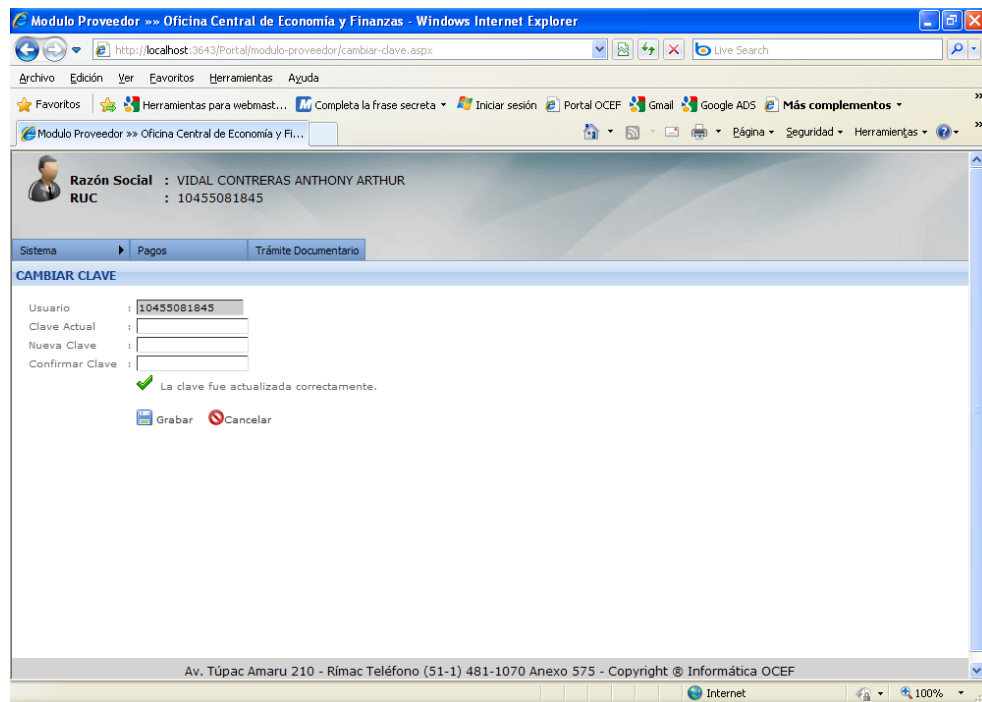 Modulo Proveedor »» Oficina Central de Economía y Finanzas - Windows Internet Explorer
http://localhost:3643/Portal/modulo-proveedor/cambiar-clave.aspx
Live Search
Archivo Edición Ver Favoritos Herramientas Ayuda
Favoritos Herramientas para webmast... Completa la frase secreta Iniciar sesión Portal OCEF Gmail Google ADS Más complementos »
Modulo Proveedor »» Oficina Central de Economía y Fi... Página Seguridad Herramientas »
Razón Social : VIDAL CONTRERAS ANTHONY ARTHUR
RUC : 10455081845
Sistema Pagos Trámite Documentario
CAMBIAR CLAVE
Usuario : 10455081845
Clave Actual :
Nueva Clave :
Confirmar Clave :
La clave fue actualizada correctamente.
Grabar Cancelar
Av. Túpac Amaru 210 - Rímac Teléfono (51-1) 481-1070 Anexo 575 - Copyright ® Informática OCEF
Internet 100%